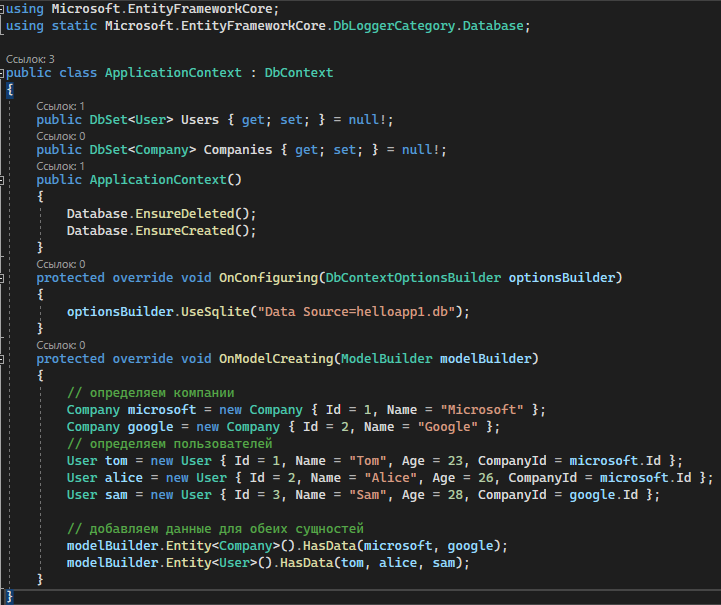 using Microsoft.EntityFrameworkCore;
using static Microsoft.EntityFrameworkCore.DbLoggerCategory.Database;
Ссылок: 3
public class ApplicationContext : DbContext
{
Ссылок: 1
public DbSet<User> Users { get; set; } = null!;
Ссылок: 0
public DbSet<Company> Companies { get; set; } = null!;
Ссылок: 1
public ApplicationContext()
{
Database.EnsureDeleted();
Database.EnsureCreated();
}
Ссылок: 0
protected override void OnConfiguring(DbContextOptionsBuilder optionsBuilder)
{
optionsBuilder.UseSqlite("Data Source=helloapp1.db");
}
Ссылок: 0
protected override void OnModelCreating(ModelBuilder modelBuilder)
{
// определяем компании
Company microsoft = new Company { Id = 1, Name = "Microsoft" };
Company google = new Company { Id = 2, Name = "Google" };
// определяем пользователей
User tom = new User { Id = 1, Name = "Tom", Age = 23, CompanyId = microsoft.Id };
User alice = new User { Id = 2, Name = "Alice", Age = 26, CompanyId = microsoft.Id };
User sam = new User { Id = 3, Name = "Sam", Age = 28, CompanyId = google.Id };
// добавляем данные для обеих сущностей
modelBuilder.Entity<Company>().HasData(microsoft, google);
modelBuilder.Entity<User>().HasData(tom, alice, sam);
}
}